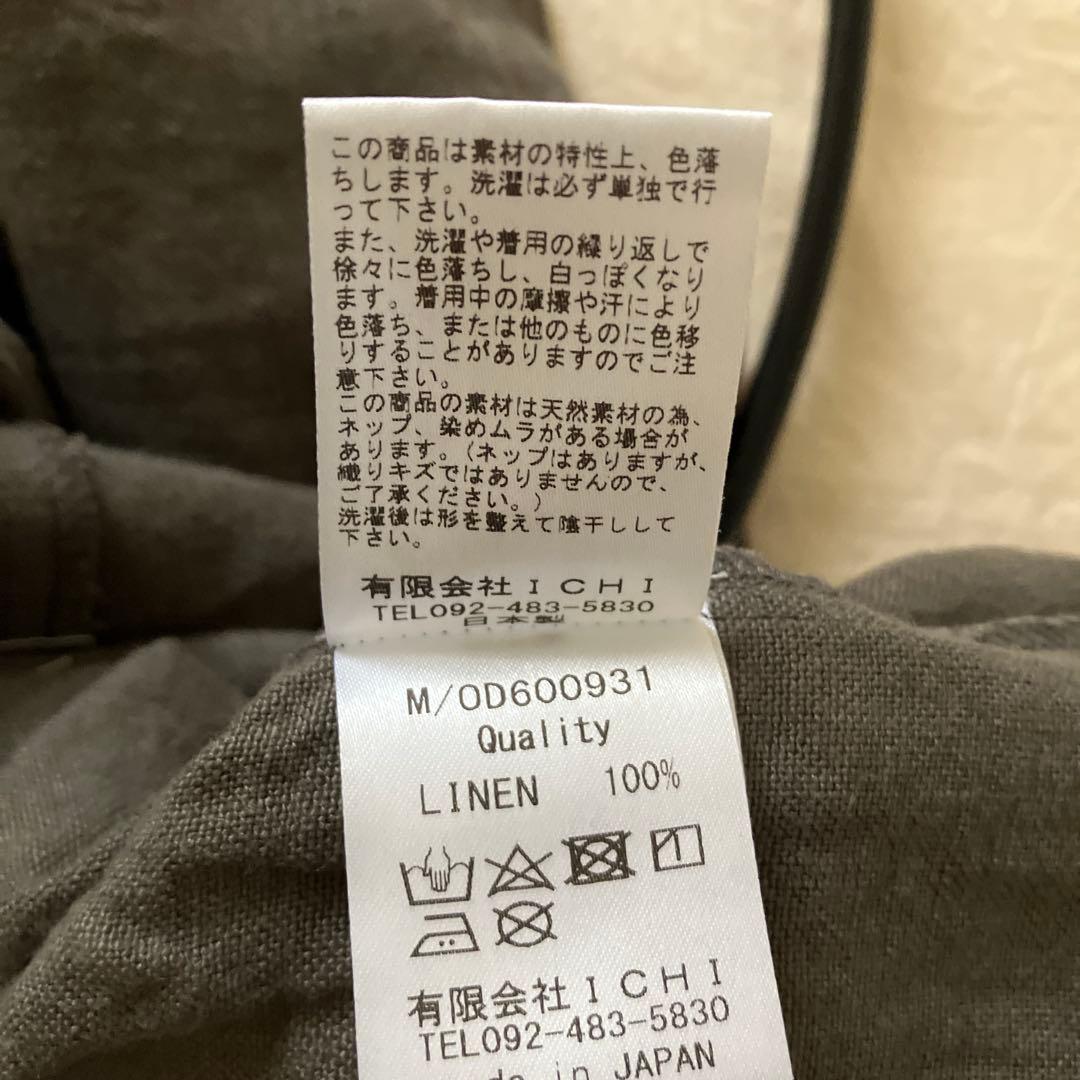 この商品は素材の特性上、色落
ちします。洗濯は必ず単独で行
って下さい。
また、洗濯や着用の繰り返しで
徐々に色落ちし、白っぽくなり
ます。着用中の摩擦や汗により
色落ち、または他のものに色移
りすることがありますのでご注
意下さい。
この商品の素材は天然素材の為、
ネップ、染めムラがある場合が
あります。(ネップはありますが、
織りキズではありませんので、
ご了承ください。)
洗濯後は形を整えて陰干しして
下さい。
有限会社ICHI
TEL092-483-5830
日本製
M/OD600931
Quality
LINEN 100%
有限会社ICHI
TEL092-483-5830
de in JAPAN